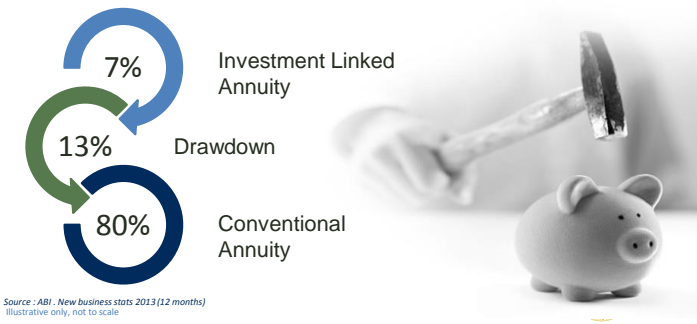 7%
Investment Linked
Annuity
13%
Drawdown
80%
Conventional
Annuity
Source : ABI . New business stats 2013 (12 months)
Illustrative only, not to scale